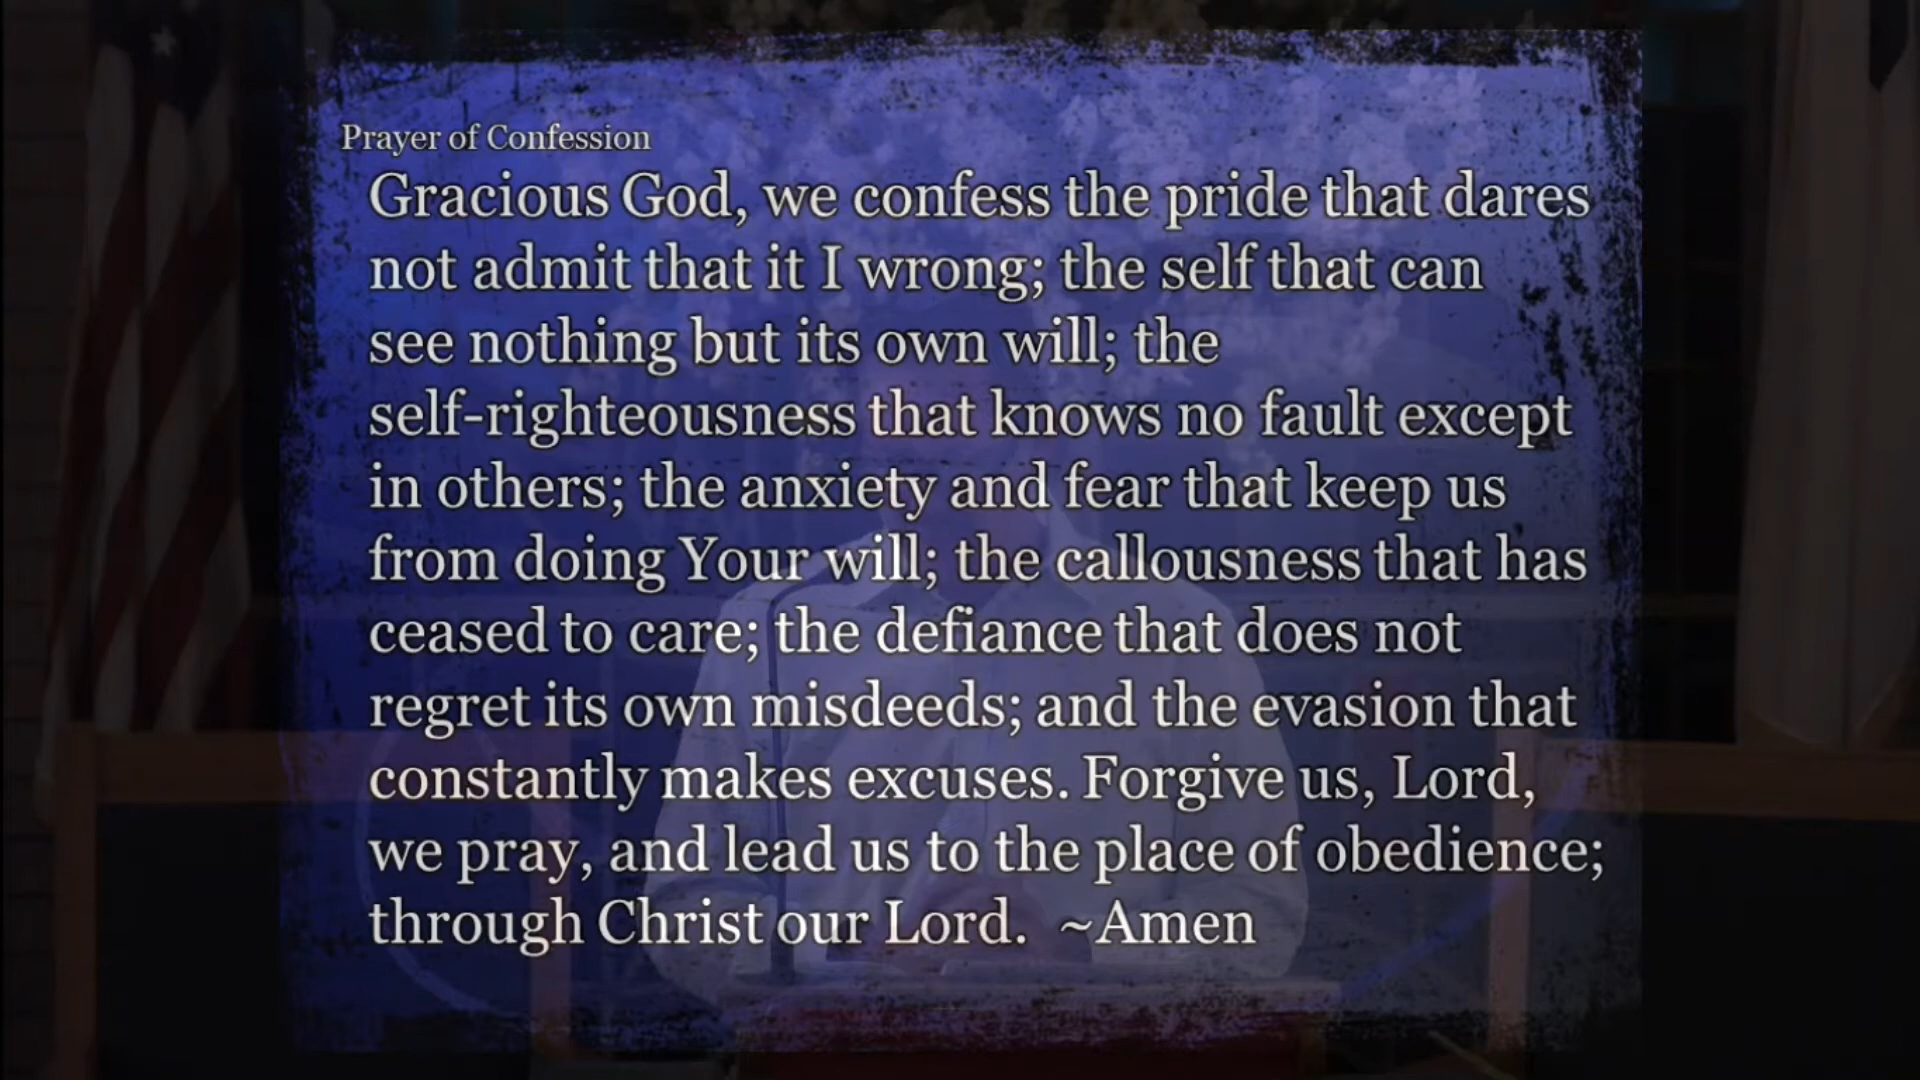 Prayer of Confession
Gracious God, we confess the pride that dares
not admit that it I wrong; the self that can
see nothing but its own will; the
self-righteousness that knows no fault except
in others; the anxiety and fear that keep us
from doing Your will; the callousness that has
ceased to care; the defiance that does not
regret its own misdeeds; and the evasion that
constantly makes excuses. Forgive us, Lord,
we pray, and lead us to the place of obedience;
through Christ our Lord.  ~Amen